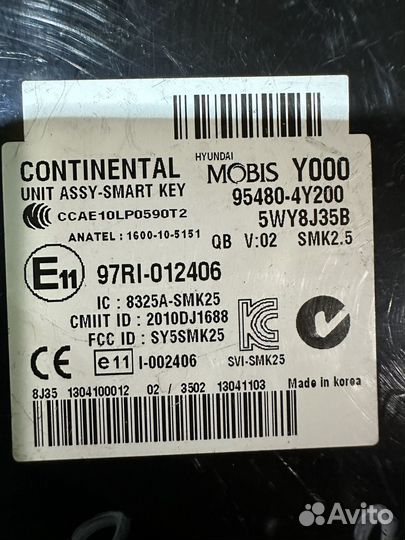 CONTINENTAL
HYUNDAI
MOBIS Y000
UNIT ASSY-SMART KEY
95480-4Y200
CCAE10LP0590T2
5WY8J35B
ANATEL : 1600-10-5151
QB V:02 SMK2.5
E11 97RI-012406
IC : 8325A-SMK25
CMIIT ID : 2010DJ1688
FCC ID : SY5SMK25
CE e11 I-002406
SVI-SMK25
8J35 1304100012 02 / 3502 13041103 Made in korea
Avito